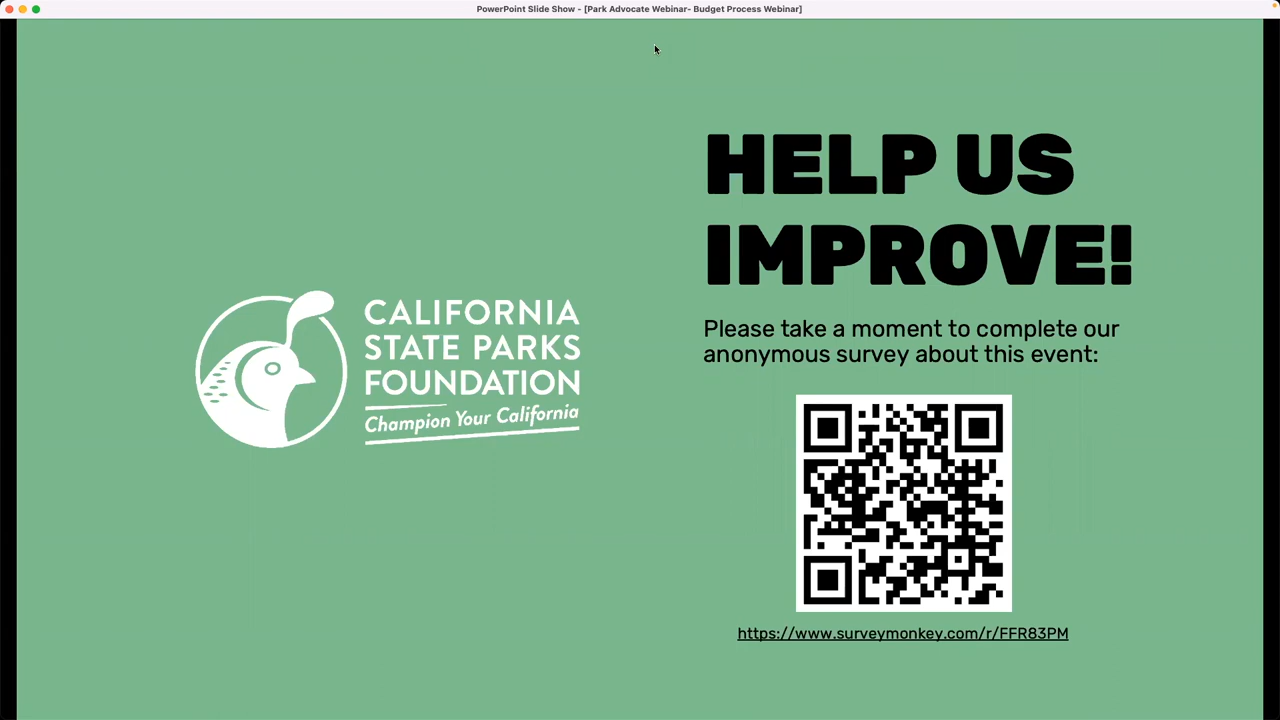 PowerPoint Slide Show - [Park Advocate Webinar- Budget Process Webinar]
CALIFORNIA
STATE PARKS
FOUNDATION
Champion Your California
HELP US
IMPROVE!
Please take a moment to complete our
anonymous survey about this event:
https://www.surveymonkey.com/r/FFR83PM